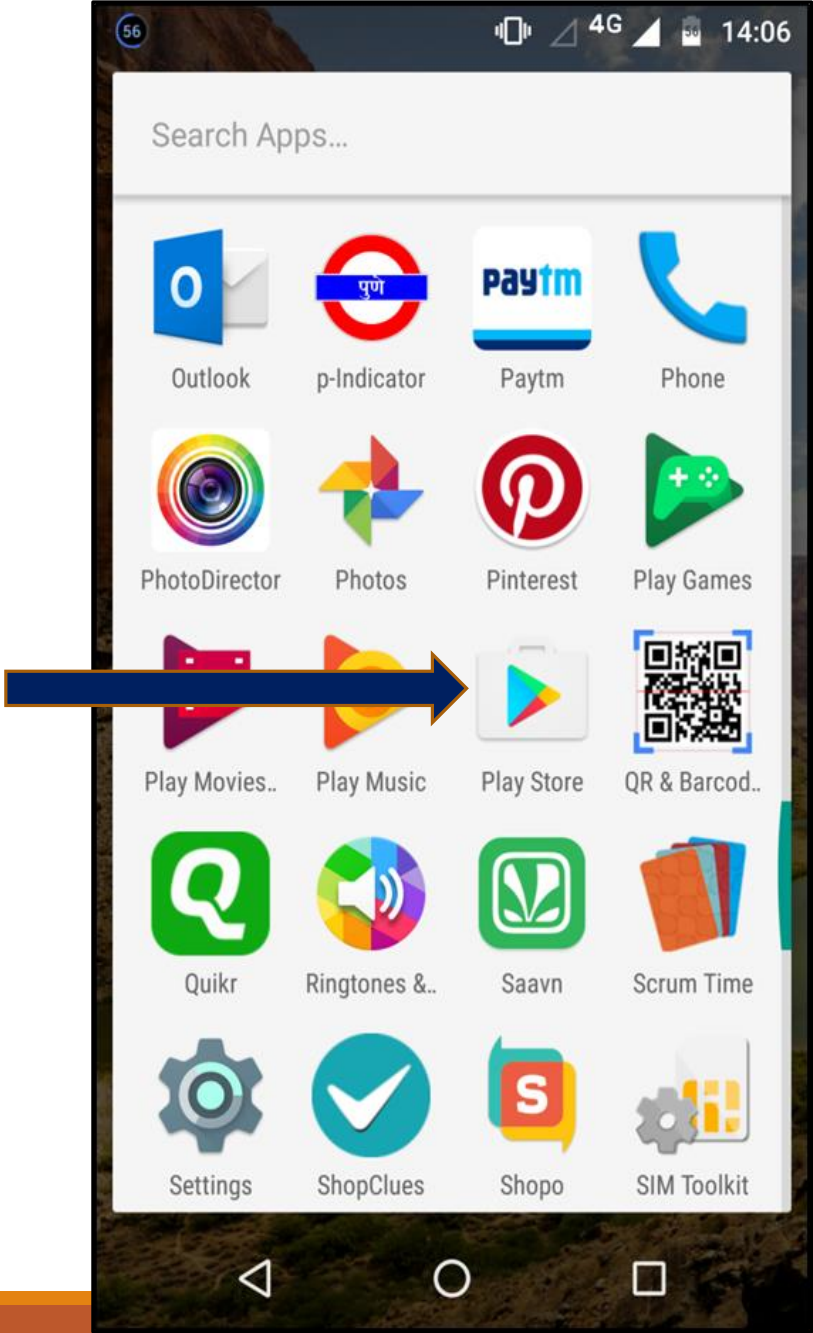 56 4G 56 14:06
Search Apps...
O पुणे Paytm
Outlook p-Indicator Paytm Phone
PhotoDirector Photos Pinterest Play Games
Play Movies.. Play Music Play Store QR & Barcod..
Quikr Ringtones &.. Saavn Scrum Time
S
Settings ShopClues Shopo SIM Toolkit